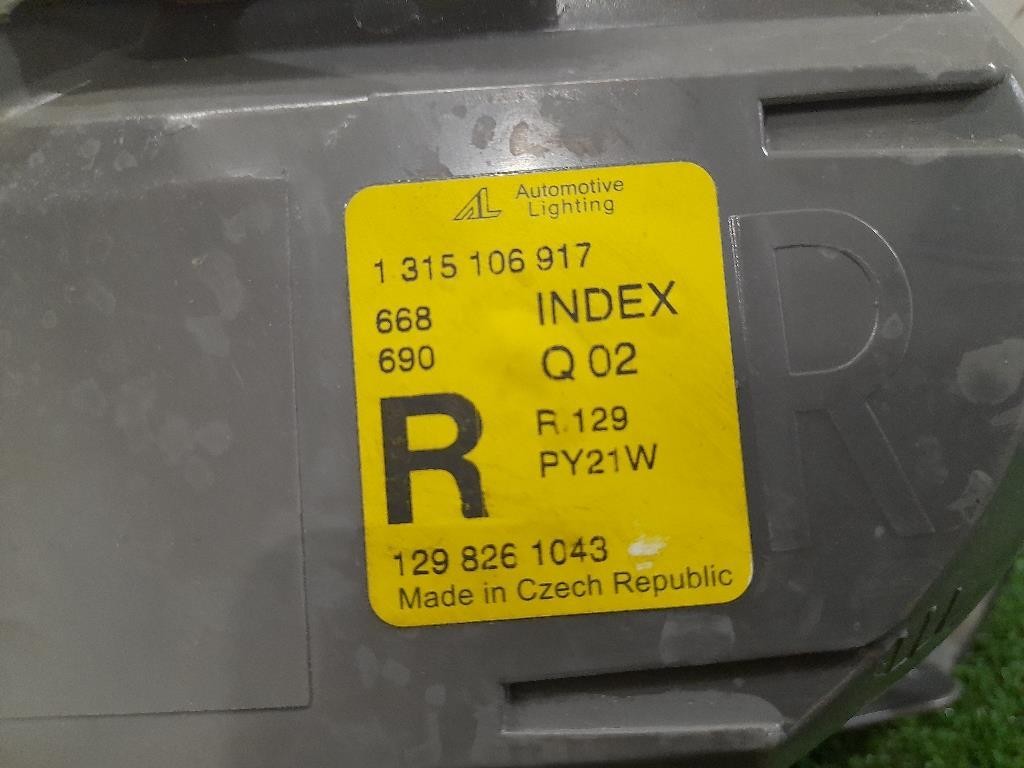 AL Automotive
Lighting
1 315 106 917
668 INDEX
690 Q 02
R R 129
PY21W
129 826 1043
Made in Czech Republic
R